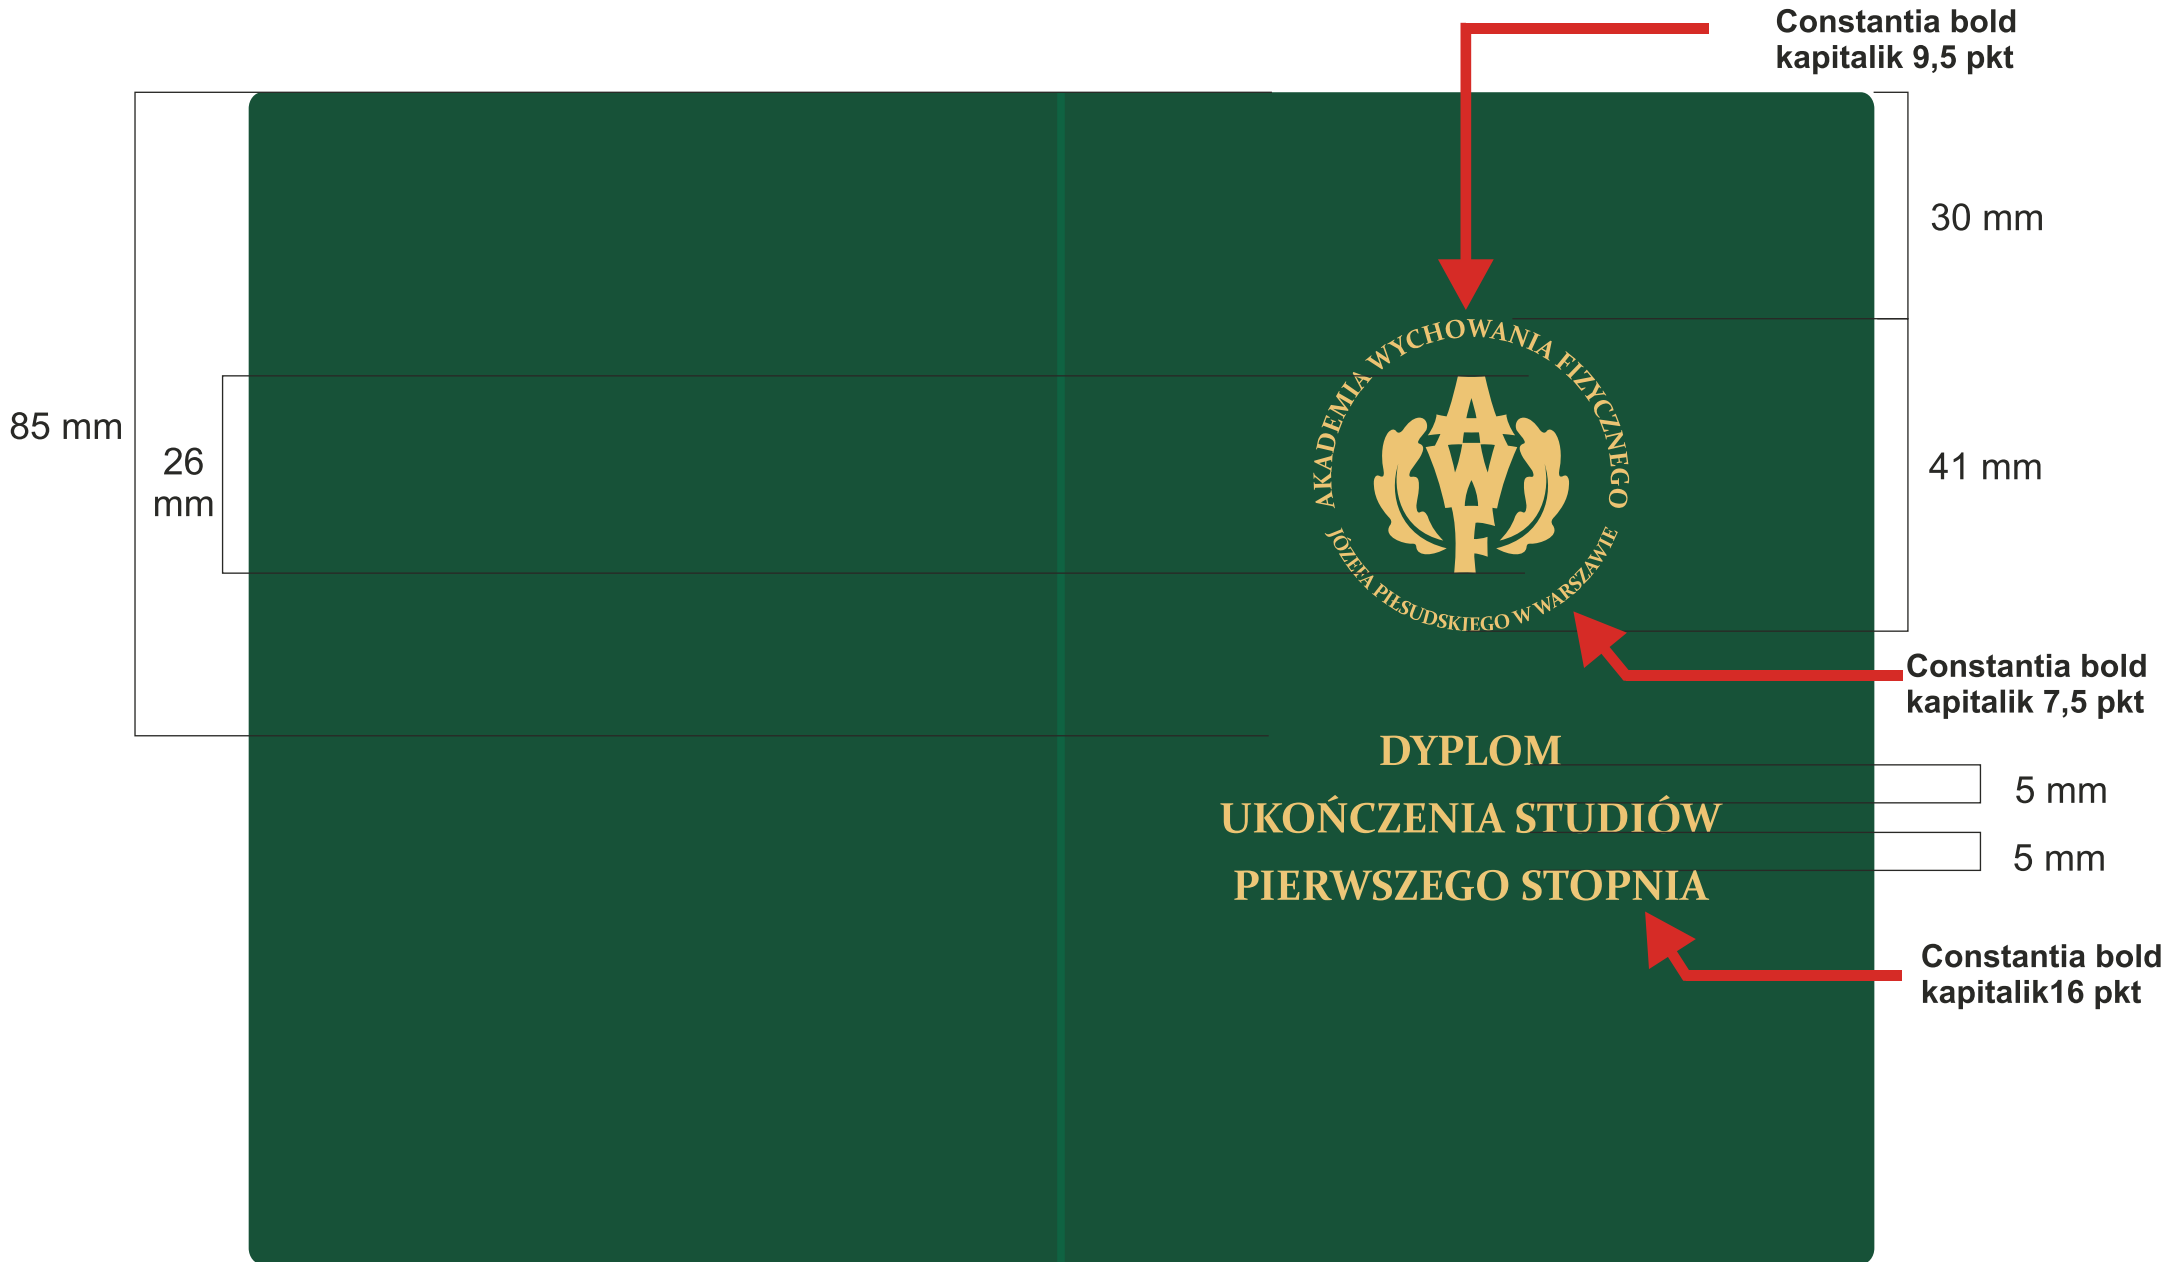 Constantia bold
kapitalik 9,5 pkt
30 mm
AKADEMIA WYCHOWANIA FIZYCZNEGO
AWF
85 mm
26
mm
41 mm
JÓZEFA PIŁSUDSKIEGO W WARSZAWIE
Constantia bold
kapitalik 7,5 pkt
DYPLOM
5 mm
UKOŃCZENIA STUDIÓW
5 mm
PIERWSZEGO STOPNIA
Constantia bold
kapitalik16 pkt